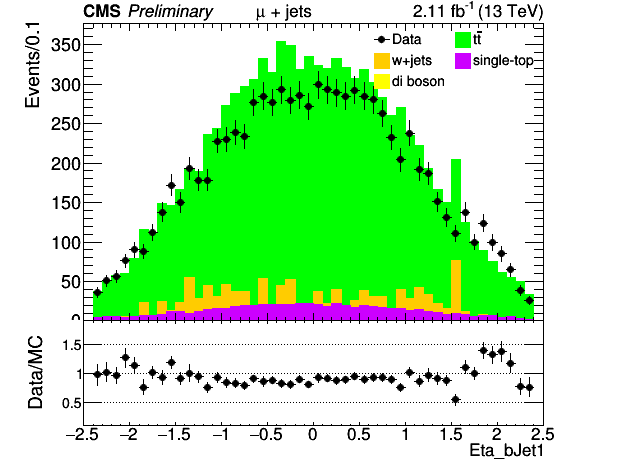 CMS Preliminary μ + jets 2.11 fb⁻¹ (13 TeV)
Events/0.1
350
300
250
200
150
100
50
0
Data
tt̄
w+jets
single-top
di boson
Data/MC
1.5
1
0.5
−2.5 −2 −1.5 −1 −0.5 0 0.5 1 1.5 2 2.5
Eta_bJet1